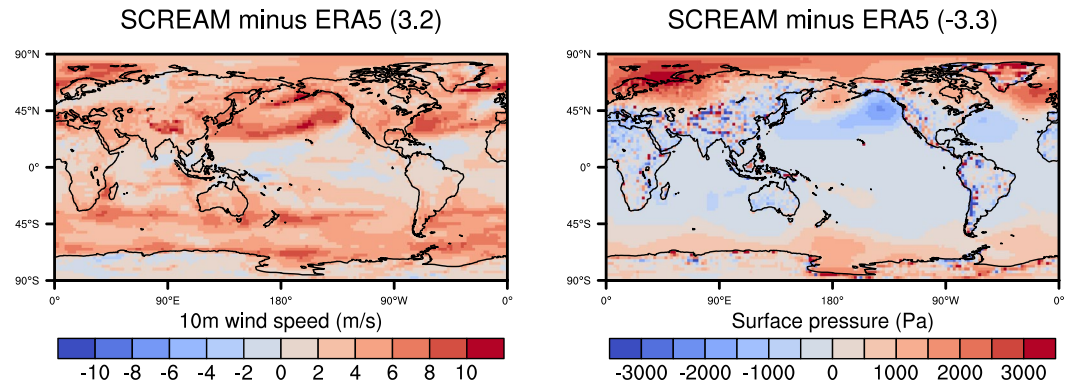 SCREAM minus ERA5 (3.2)
90°N
45°N
0°
45°S
90°S
0° 90°E 180° 90°W 0°
10m wind speed (m/s)
-10 -8 -6 -4 -2 0 2 4 6 8 10
SCREAM minus ERA5 (-3.3)
90°N
45°N
0°
45°S
90°S
0° 90°E 180° 90°W 0°
Surface pressure (Pa)
-3000 -2000 -1000 0 1000 2000 3000